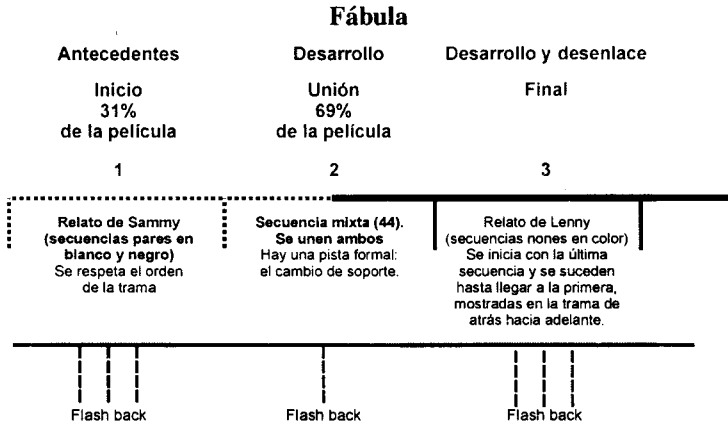 Fábula
Antecedentes
Desarrollo
Desarrollo y desenlace
Inicio
31%
de la película
Unión
69%
de la película
Final
1
2
3
Relato de Sammy
(secuencias pares en
blanco y negro)
Se respeta el orden
de la trama
Secuencia mixta (44).
Se unen ambos
Hay una pista formal:
el cambio de soporte.
Relato de Lenny
(secuencias nones en color)
Se inicia con la última
secuencia y se suceden
hasta llegar a la primera,
mostradas en la trama de
atrás hacia adelante.
Flash back
Flash back
Flash back